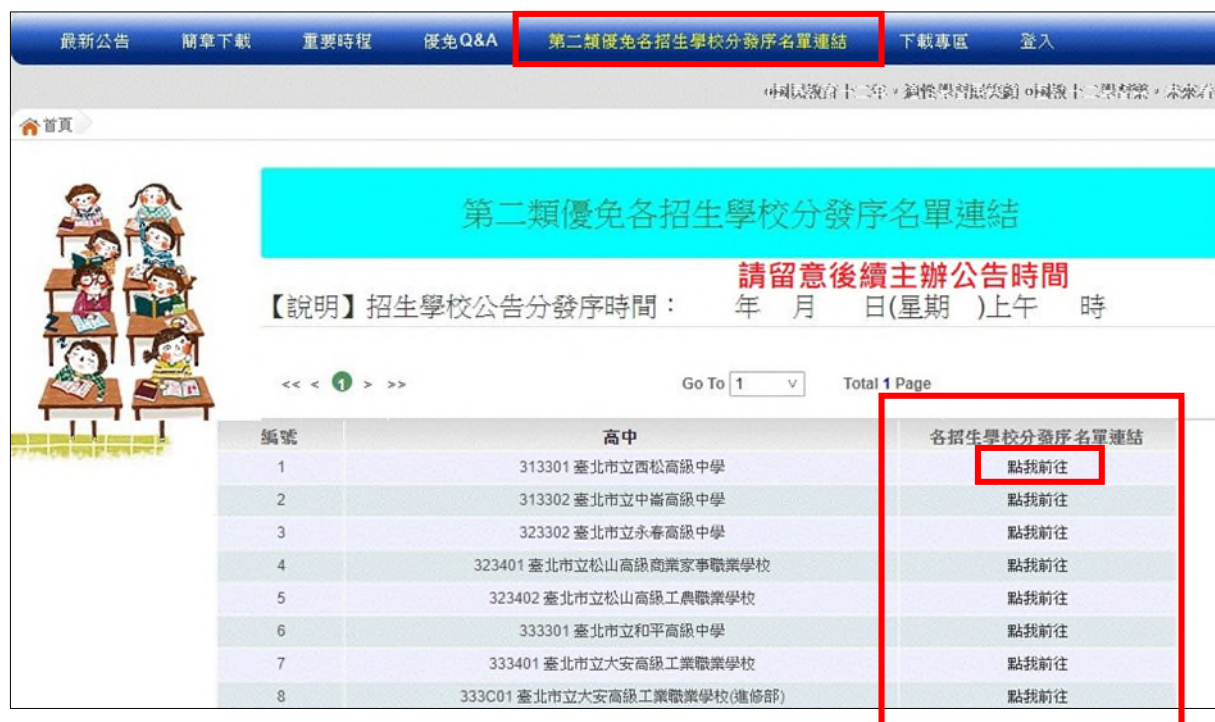 最新公告 簡章下載 重要時程 優免Q&A 第二類優免各招生學校分發序名單連結 下載專區 登入
首頁
第二類優免各招生學校分發序名單連結
請留意後續主辦公告時間
【說明】招生學校公告分發序時間： 年 月 日(星期 )上午 時
<< < 1 > >> Go To 1 Total 1 Page
編號 高中 各招生學校分發序名單連結
1 313301 臺北市立西松高級中學 點我前往
2 313302 臺北市立中崙高級中學 點我前往
3 323302 臺北市立永春高級中學 點我前往
4 323401 臺北市立松山高級商業家事職業學校 點我前往
5 323402 臺北市立松山高級工農職業學校 點我前往
6 333301 臺北市立和平高級中學 點我前往
7 333401 臺北市立大安高級工業職業學校 點我前往
8 333C01 臺北市立大安高級工業職業學校(進修部) 點我前往